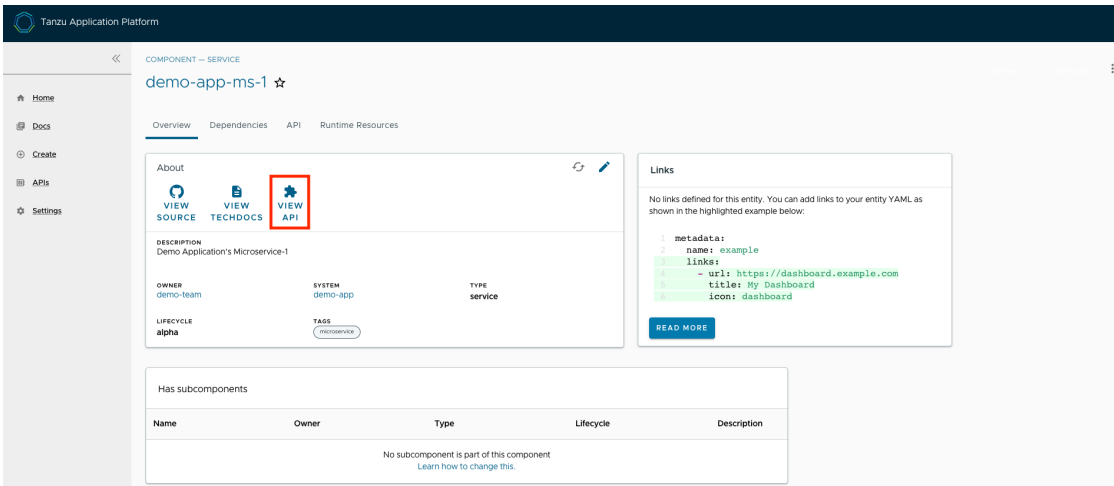 Tanzu Application Platform
Home
Docs
Create
APIs
Settings
COMPONENT — SERVICE
demo-app-ms-1
Overview Dependencies API Runtime Resources
About
VIEW SOURCE
VIEW TECHDOCS
VIEW API
DESCRIPTION
Demo Application's Microservice-1
OWNER SYSTEM TYPE
demo-team demo-app service
LIFECYCLE TAGS
alpha microservice
Links
No links defined for this entity. You can add links to your entity YAML as
shown in the highlighted example below:
1 metadata:
2 name: example
3 links:
4 - url: https://dashboard.example.com
5 title: My Dashboard
6 icon: dashboard
READ MORE
Has subcomponents
Name Owner Type Lifecycle Description
No subcomponent is part of this component
Learn how to change this.